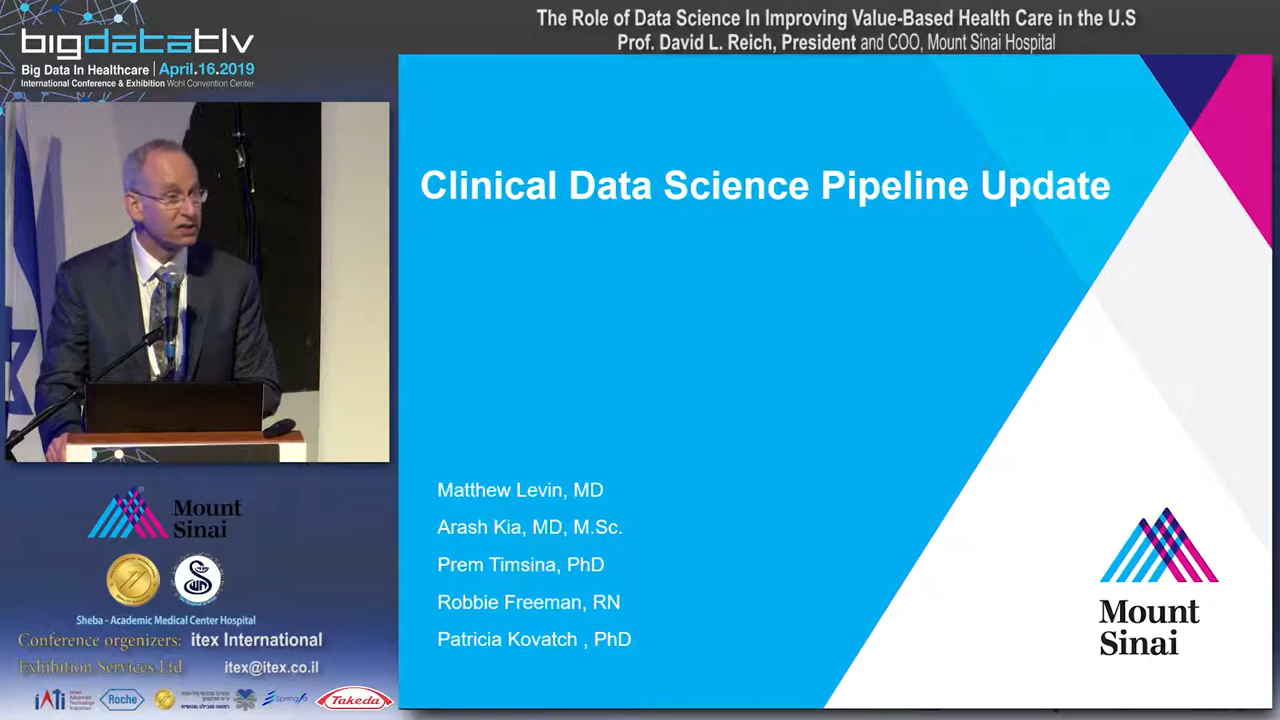 bigdatatlv
Big Data In Healthcare | April.16.2019
International Conference & Exhibition Wohl Convention Center
The Role of Data Science In Improving Value-Based Health Care in the U.S
Prof. David L. Reich, President and COO, Mount Sinai Hospital
Clinical Data Science Pipeline Update
Matthew Levin, MD
Arash Kia, MD, M.Sc.
Prem Timsina, PhD
Robbie Freeman, RN
Patricia Kovatch , PhD
Mount
Sinai
Mount
Sinai
Sheba - Academic Medical Center Hospital
Conference organizers: itex International
Exhibition Services Ltd itex@itex.co.il
iATi
Roche
Takeda